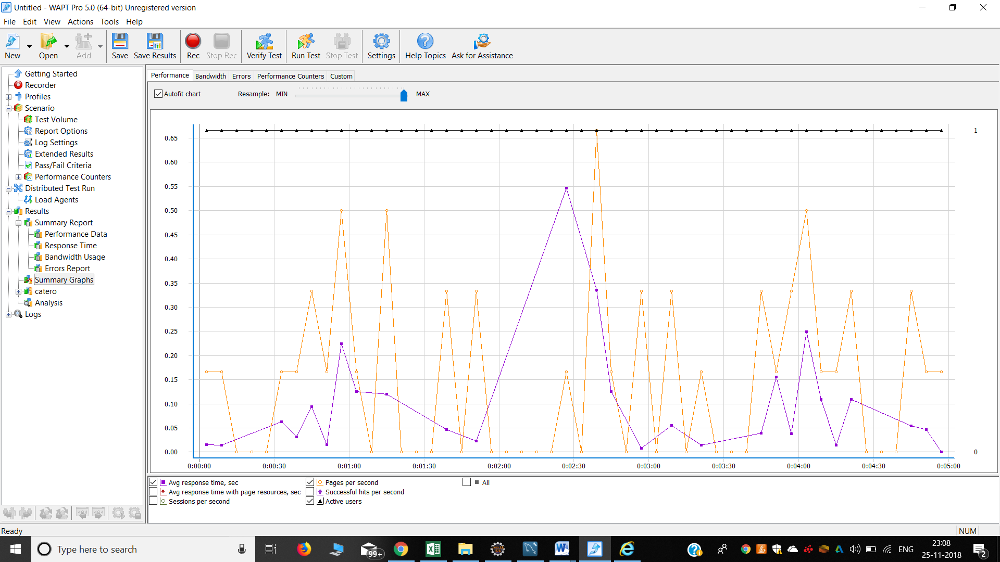 Untitled - WAPT Pro 5.0 (64-bit) Unregistered version
File Edit View Actions Tools Help
New Open Add Save Save Results Rec Stop Rec Verify Test Run Test Stop Test Settings Help Topics Ask for Assistance
Getting Started
Recorder
Profiles
Scenario
Test Volume
Report Options
Log Settings
Extended Results
Pass/Fail Criteria
Performance Counters
Distributed Test Run
Load Agents
Results
Summary Report
Performance Data
Response Time
Bandwidth Usage
Errors Report
Summary Graphs
catero
Analysis
Logs
Performance Bandwidth Errors Performance Counters Custom
Autofit chart Resample: MIN MAX
1
0.65
0.60
0.55
0.50
0.45
0.40
0.35
0.30
0.25
0.20
0.15
0.10
0.05
0.00 0
0:00:00 0:00:30 0:01:00 0:01:30 0:02:00 0:02:30 0:03:00 0:03:30 0:04:00 0:04:30 0:05:00
Avg response time, sec Pages per second All
Avg response time with page resources, sec Successful hits per second
Sessions per second Active users
Ready NUM
Type here to search 99+ ENG 23:08
25-11-2018 2